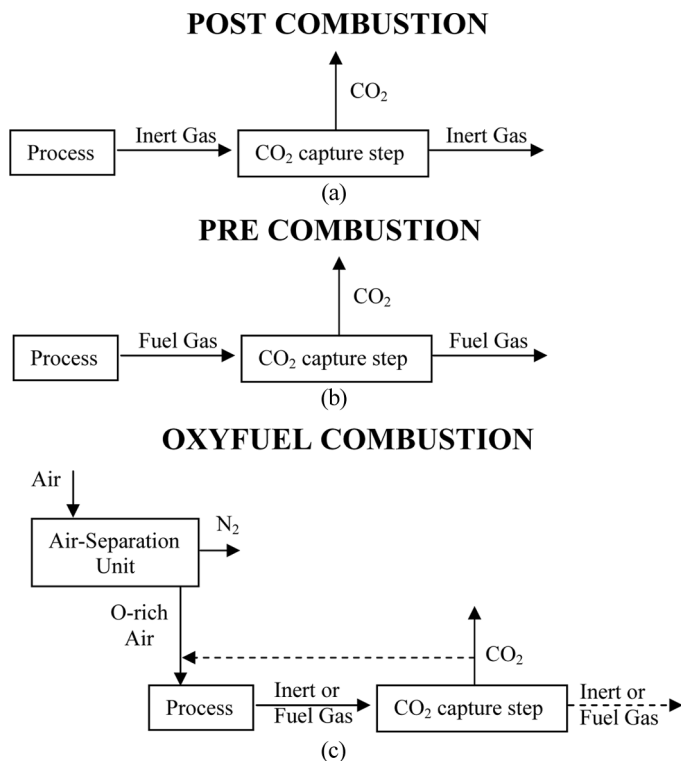 POST COMBUSTION
CO₂
Inert Gas
Inert Gas
Process
CO₂ capture step
(a)
PRE COMBUSTION
CO₂
Fuel Gas
Fuel Gas
Process
CO₂ capture step
(b)
OXYFUEL COMBUSTION
Air
N₂
Air-Separation
Unit
O-rich
Air
CO₂
Process
Inert or
Fuel Gas
CO₂ capture step
Inert or
Fuel Gas
(c)